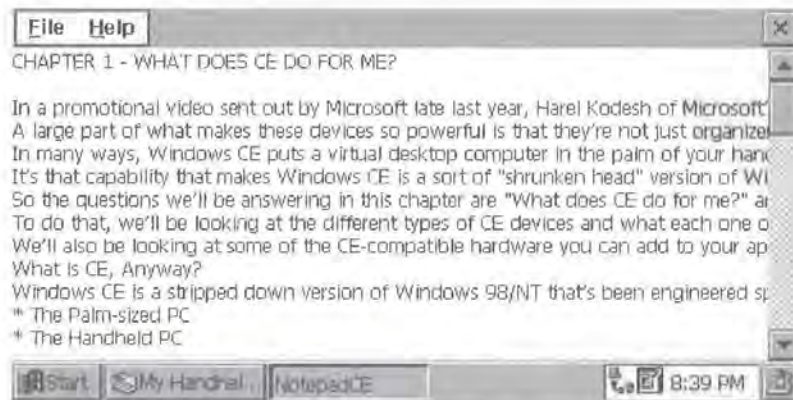 File Help
CHAPTER 1 - WHAT DOES CE DO FOR ME?
In a promotional video sent out by Microsoft late last year, Harel Kodesh of Microsoft'
A large part of what makes these devices so powerful is that they're not just organize
In many ways, Windows CE puts a virtual desktop computer in the palm of your han
It's that capability that makes Windows CE is a sort of "shrunken head" version of Wi
So the questions we'll be answering in this chapter are "What does CE do for me?" a
To do that, we'll be looking at the different types of CE devices and what each one o
We'll also be looking at some of the CE-compatible hardware you can add to your ap
What is CE, Anyway?
Windows CE is a stripped down version of Windows 98/NT that's been engineered sp
* The Palm-sized PC
* The Handheld PC
Start My Handhel... NotepadCE 8:39 PM